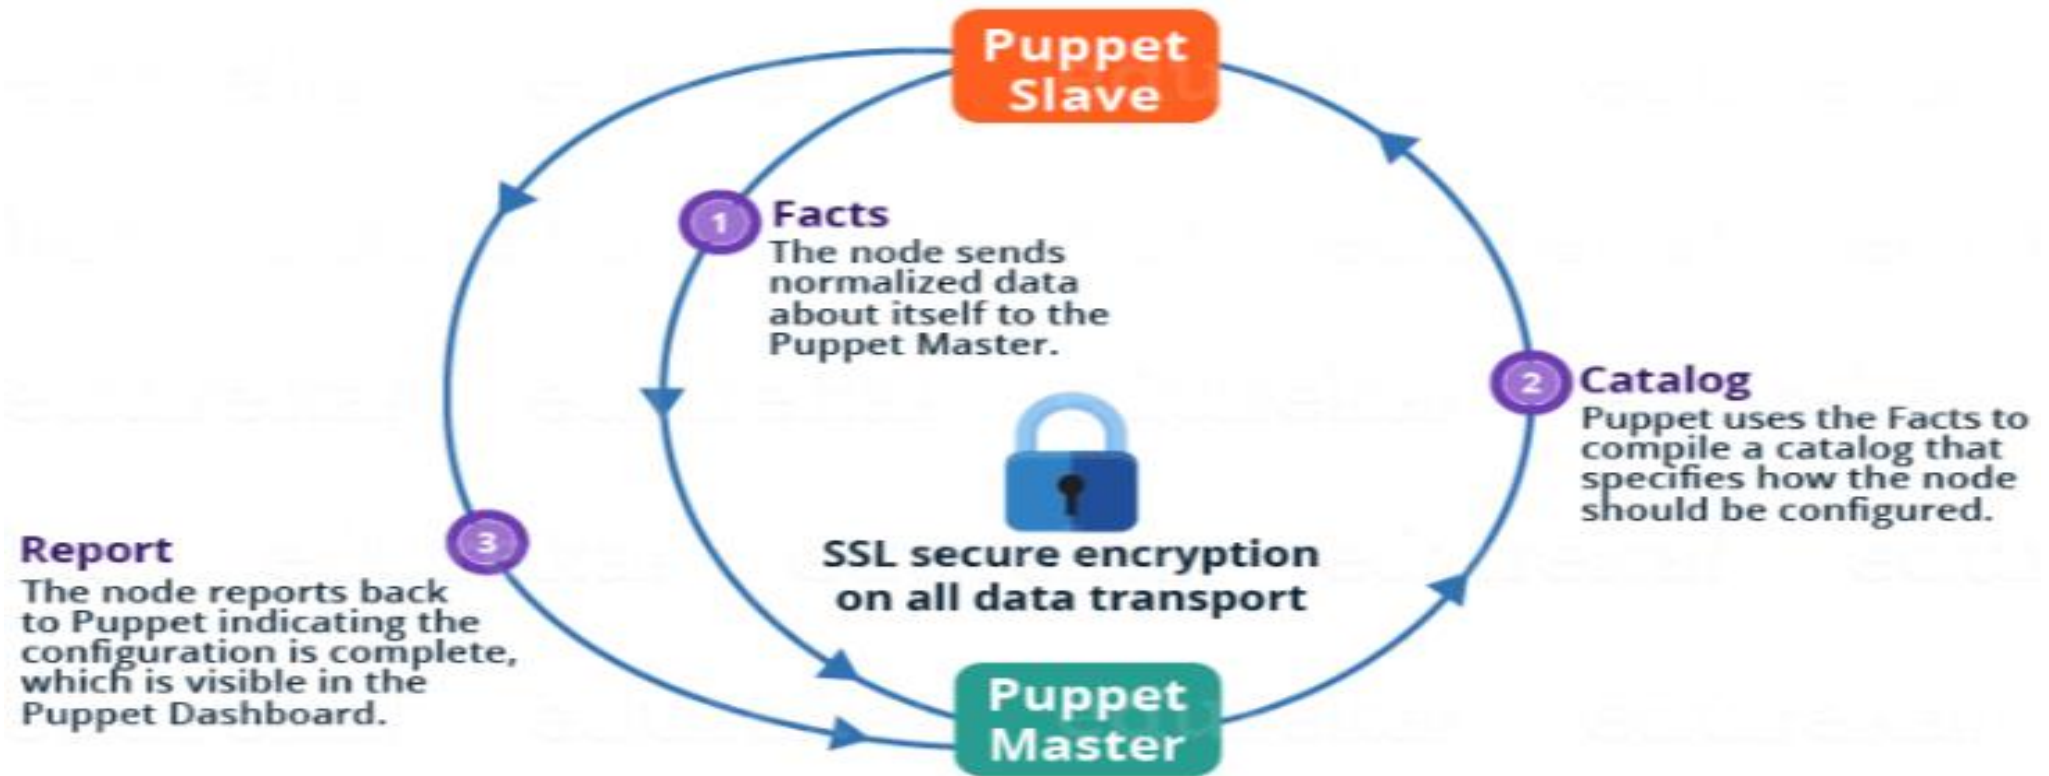 Puppet
Slave
1
Facts
The node sends
normalized data
about itself to the
Puppet Master.
2
Catalog
Puppet uses the Facts to
compile a catalog that
specifies how the node
should be configured.
SSL secure encryption
on all data transport
3
Report
The node reports back
to Puppet indicating the
configuration is complete,
which is visible in the
Puppet Dashboard.
Puppet
Master